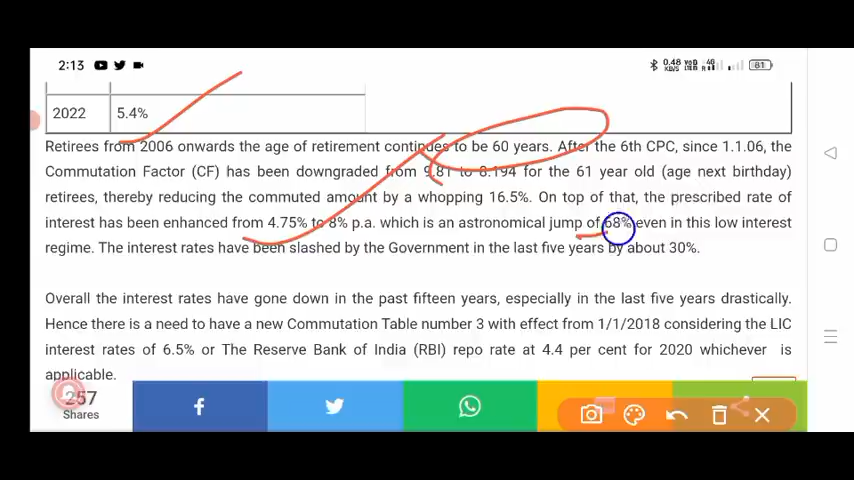 2:13
0.48 KB/S 4G 81
2022 5.4%
Retirees from 2006 onwards the age of retirement continues to be 60 years. After the 6th CPC, since 1.1.06, the
Commutation Factor (CF) has been downgraded from 9.81 to 8.194 for the 61 year old (age next birthday)
retirees, thereby reducing the commuted amount by a whopping 16.5%. On top of that, the prescribed rate of
interest has been enhanced from 4.75% to 8% p.a. which is an astronomical jump of 68% even in this low interest
regime. The interest rates have been slashed by the Government in the last five years by about 30%.
Overall the interest rates have gone down in the past fifteen years, especially in the last five years drastically.
Hence there is a need to have a new Commutation Table number 3 with effect from 1/1/2018 considering the LIC
interest rates of 6.5% or The Reserve Bank of India (RBI) repo rate at 4.4 per cent for 2020 whichever is
applicable.
257
Shares